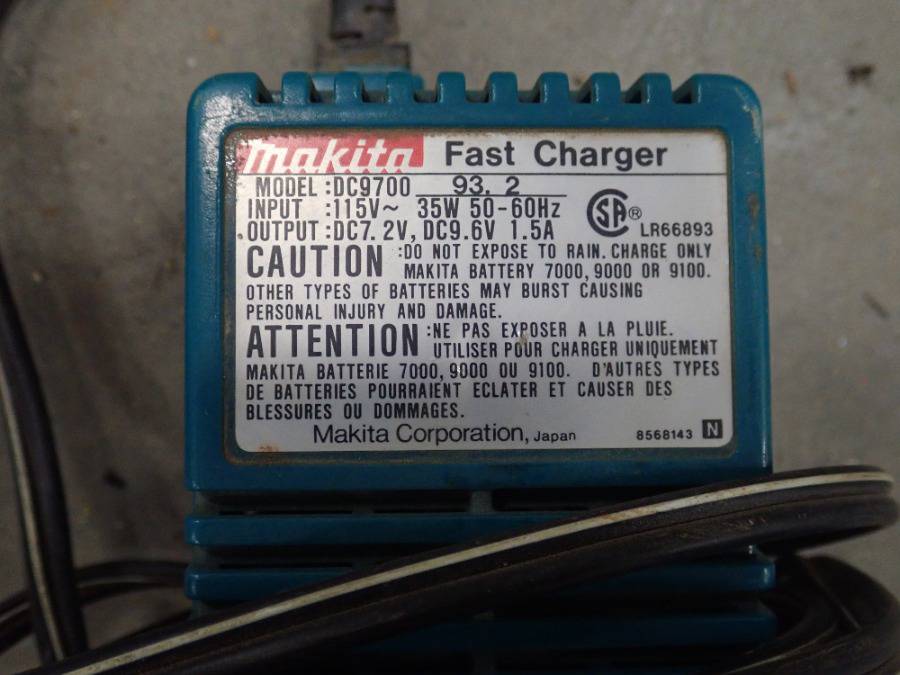 makita Fast Charger
MODEL :DC9700 93. 2
INPUT :115V~ 35W 50-60Hz
OUTPUT :DC7. 2V, DC9.6V 1.5A
SA ® LR66893
CAUTION :DO NOT EXPOSE TO RAIN. CHARGE ONLY
MAKITA BATTERY 7000, 9000 OR 9100.
OTHER TYPES OF BATTERIES MAY BURST CAUSING
PERSONAL INJURY AND DAMAGE.
ATTENTION :NE PAS EXPOSER A LA PLUIE.
UTILISER POUR CHARGER UNIQUEMENT
MAKITA BATTERIE 7000, 9000 OU 9100. D'AUTRES TYPES
DE BATTERIES POURRAIENT ECLATER ET CAUSER DES
BLESSURES OU DOMMAGES.
Makita Corporation, Japan 8568143 N